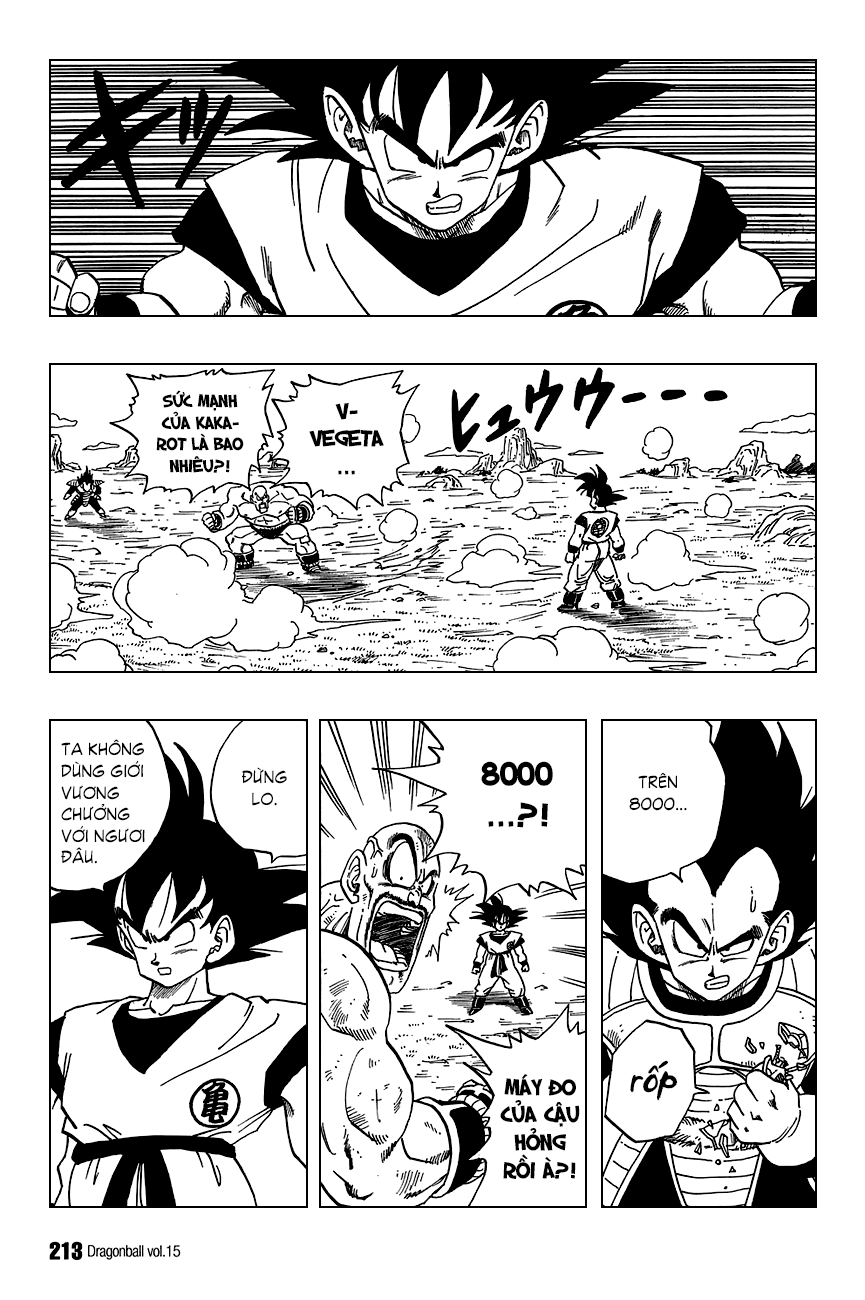 キッ
V-
VEGETA
...
SỨC MẠNH
CỦA KAKA-
ROT LÀ BAO
NHIÊU?!
ヒュウウ---
TRÊN
8000...
rốp
8000
...?!
MÁY ĐO
CỦA CẬU
HỎNG
RỒI À?!
ĐỪNG
LO.
TA KHÔNG
DÙNG GIỚI
VƯƠNG
CHƯỞNG
VỚI NGƯƠI
ĐÂU.
亀
213 Dragonball vol.15